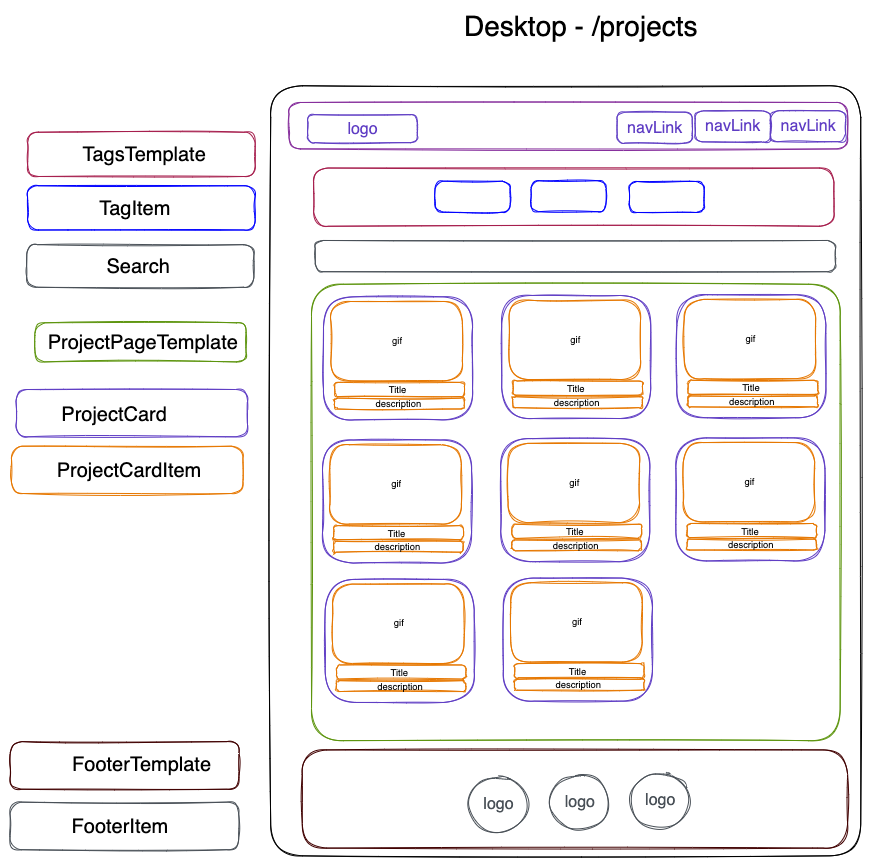 Desktop - /projects
logo
navLink
navLink
navLink
TagsTemplate
TagItem
Search
ProjectPageTemplate
ProjectCard
ProjectCardItem
gif
Title
description
gif
Title
description
gif
Title
description
gif
Title
description
gif
Title
description
gif
Title
description
gif
Title
description
gif
Title
description
FooterTemplate
FooterItem
logo
logo
logo